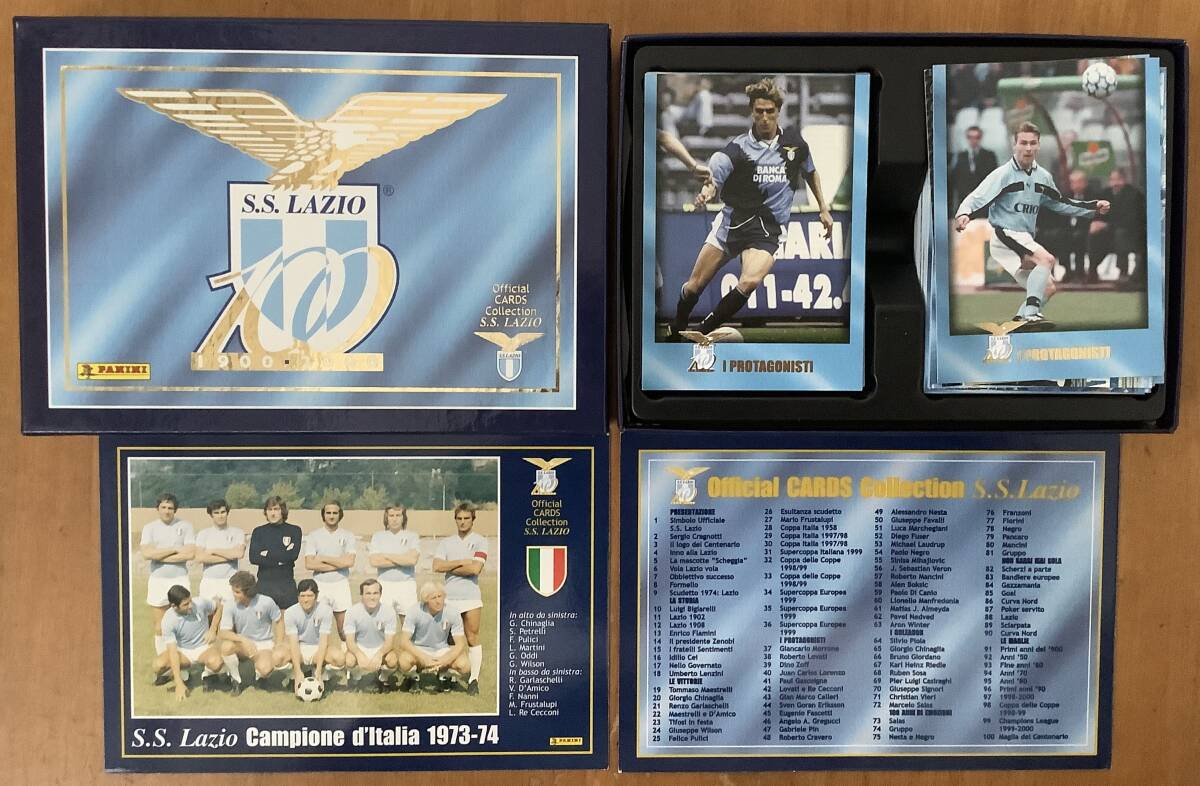 S.S. LAZIO
®
100
1900-2000
PANINI
Official
CARDS
Collection
S.S. LAZIO
S.S. LAZIO
BANCA
DI ROMA
GARI
011-42.
I PROTAGONISTI
CRIO
I PROTAGONISTI
Official
CARDS
Collection
S.S. LAZIO
In alto da sinistra:
G. Chinaglia
S. Petrelli
F. Pulici
L. Martini
G. Oddi
G. Wilson
In basso da sinistra:
R. Garlaschelli
V. D'Amico
F. Nanni
M. Frustalupi
L. Re Cecconi
S.S. Lazio Campione d'Italia 1973-74
PANINI
Official CARDS Collection S.S.Lazio
PRESENTAZIONE
1 Simbolo Ufficiale
S.S. Lazio
2 Sergio Cragnotti
3 Il logo del Centenario
4 Inno alla Lazio
5 La mascotte "Scheggia"
6 Vola Lazio vola
7 Obbiettivo successo
8 Formello
9 Scudetto 1974: Lazio
LA STORIA
10 Luigi Bigiarelli
11 Lazio 1902
12 Lazio 1908
13 Enrico Fiamini
14 Il presidente Zenobi
15 I fratelli Sentimenti
16 Idilio Cei
17 Nello Governato
18 Umberto Lenzini
LE VITTORIE
19 Tommaso Maestrelli
20 Giorgio Chinaglia
21 Renzo Garlaschelli
22 Maestrelli e D'Amico
23 Tifosi in festa
24 Giuseppe Wilson
25 Felice Pulici
26 Esultanza scudetto
27 Mario Frustalupi
28 Coppa Italia 1958
29 Coppa Italia 1997/98
30 Coppa Italia 1997/98
31 Supercoppa Italiana 1999
32 Coppa delle Coppe
1998/99
33 Coppa delle Coppe
1998/99
34 Supercoppa Europea
1999
35 Supercoppa Europea
1999
36 Supercoppa Europea
1999
I PROTAGONISTI
37 Giancarlo Morrone
38 Roberto Lovati
39 Dino Zoff
40 Juan Carlos Lorenzo
41 Paul Gascoigne
42 Lovati e Re Cecconi
43 Gian Marco Calleri
44 Sven Goran Eriksson
45 Eugenio Fascetti
46 Angelo A. Gregucci
47 Gabriele Pin
48 Roberto Cravero
49 Alessandro Nesta
50 Giuseppe Favalli
51 Luca Marchegiani
52 Diego Fuser
53 Michael Laudrup
54 Paolo Negro
55 Sinisa Mihajlovic
56 J. Sebastian Veron
57 Roberto Mancini
58 Alen Boksic
59 Paolo Di Canio
60 Lionello Manfredonia
61 Matias J. Almeyda
62 Pavel Nedved
63 Aron Winter
I GOLEADOR
64 Silvio Piola
65 Giorgio Chinaglia
66 Bruno Giordano
67 Karl Heinz Riedle
68 Ruben Sosa
69 Pier Luigi Casiraghi
70 Giuseppe Signori
71 Christian Vieri
72 Marcelo Salas
100 ANNI DI EMOZIONI
73 Salas
74 Gruppo
75 Nesta e Negro
76 Franzoni
77 Fiorini
78 Negro
79 Pancaro
80 Mancini
81 Gruppo
NON SARAI MAI SOLA
82 Scherzi a parte
83 Bandiere europee
84 Gazzamania
85 Goal
86 Curva Nord
87 Poker servito
88 Lazio
89 Sciarpata
90 Curva Nord
LE MAGLIE
91 Primi anni del '900
92 Anni '50
93 Fine anni '60
94 Anni '70
95 Anni '80
96 Primi anni '90
97 1998-2000
98 Coppa delle Coppe
1998-99
99 Champions League
1999-2000
100 Maglia del Centenario